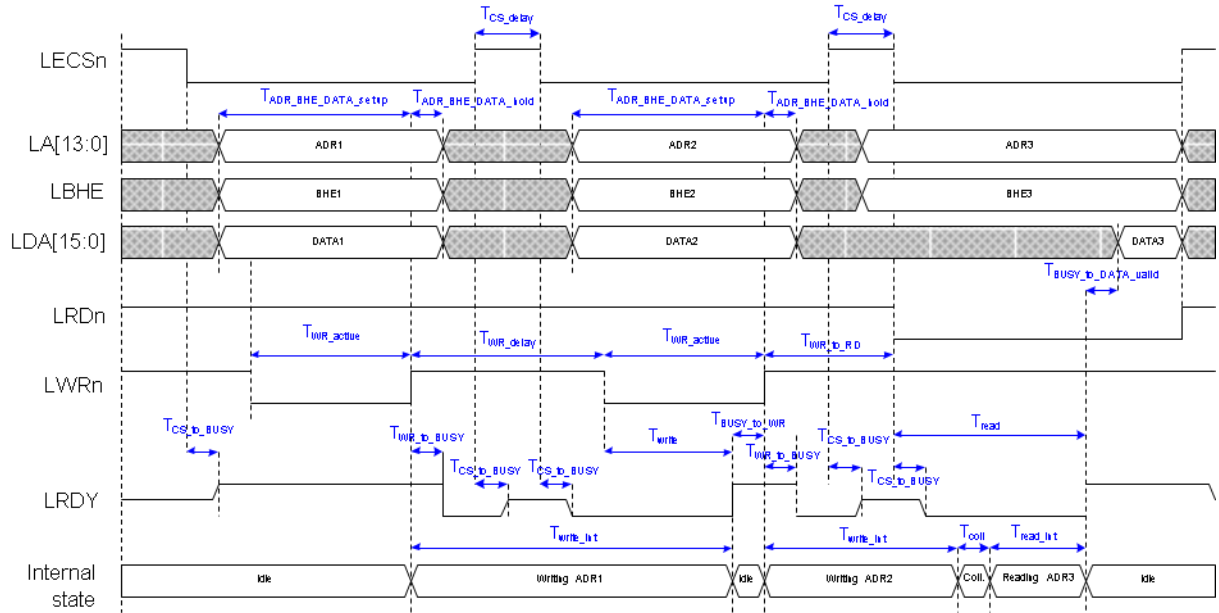 TCS_delay TCS_delay
LECSn
TADR_BHE_DATA_setup TADR_BHE_DATA_hold TADR_BHE_DATA_setup TADR_BHE_DATA_hold
LA[13:0] ADR1 ADR2 ADR3
LBHE BHE1 BHE2 BHE3
LDA[15:0] DATA1 DATA2 DATA3
TBUSY_to_DATA_valid
LRDn
TWR_active TWR_delay TWR_active TWR_to_RD
LWRn
TCS_to_BUSY TWR_to_BUSY TWrite TBUSY_to_WR TCS_to_BUSY Tread
TCS_to_BUSY TCS_to_BUSY TWR_to_BUSY TCS_to_BUSY
LRDY
Twrite_int Twrite_int Tcoll Tread_int
Internal state Idle Writing ADR1 Idle Writing ADR2 Coll. Reading ADR3 Idle